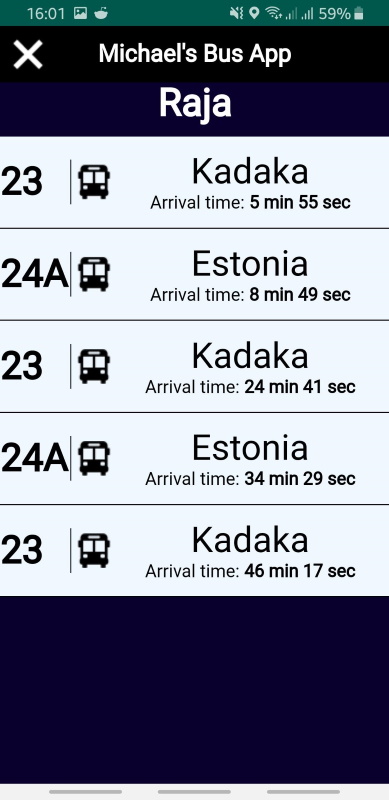 16:01 59%
Michael's Bus App
Raja
23 Kadaka
Arrival time: 5 min 55 sec
24A Estonia
Arrival time: 8 min 49 sec
23 Kadaka
Arrival time: 24 min 41 sec
24A Estonia
Arrival time: 34 min 29 sec
23 Kadaka
Arrival time: 46 min 17 sec